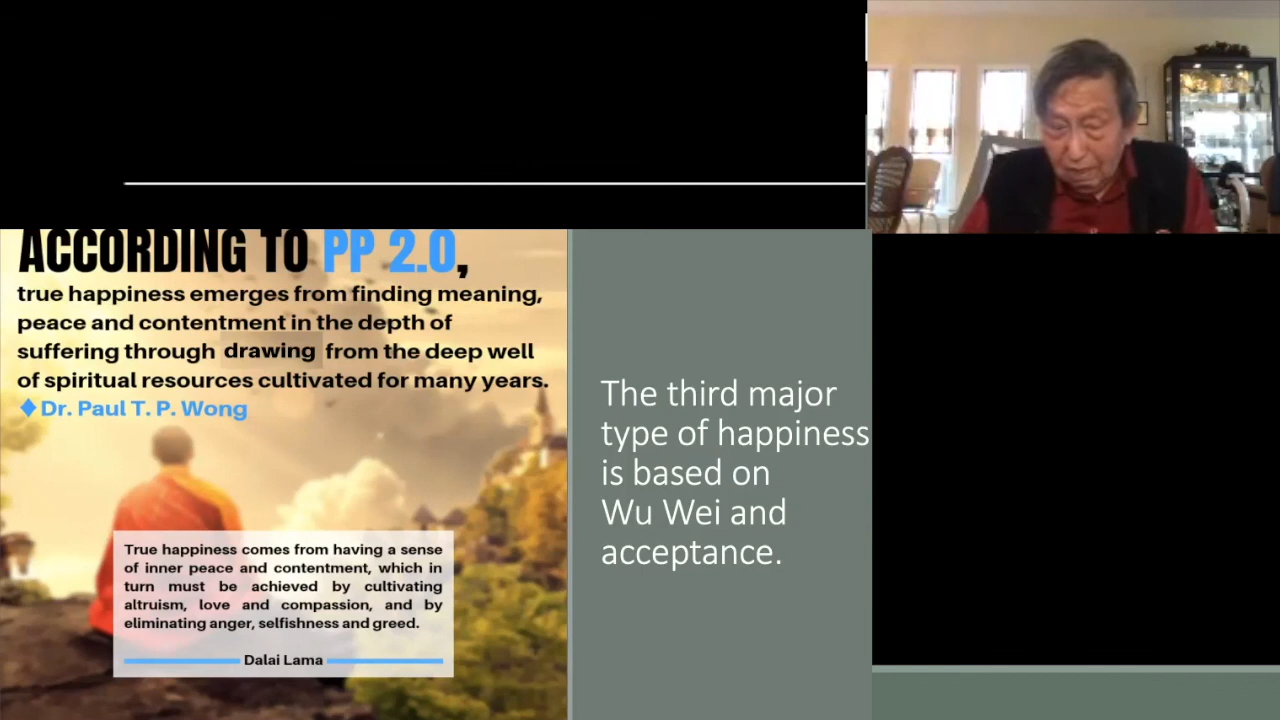 ACCORDING TO PP 2.0,
true happiness emerges from finding meaning,
peace and contentment in the depth of
suffering through drawing from the deep well
of spiritual resources cultivated for many years.
♦Dr. Paul T. P. Wong
True happiness comes from having a sense
of inner peace and contentment, which in
turn must be achieved by cultivating
altruism, love and compassion, and by
eliminating anger, selfishness and greed.
Dalai Lama
The third major
type of happiness
is based on
Wu Wei and
acceptance.